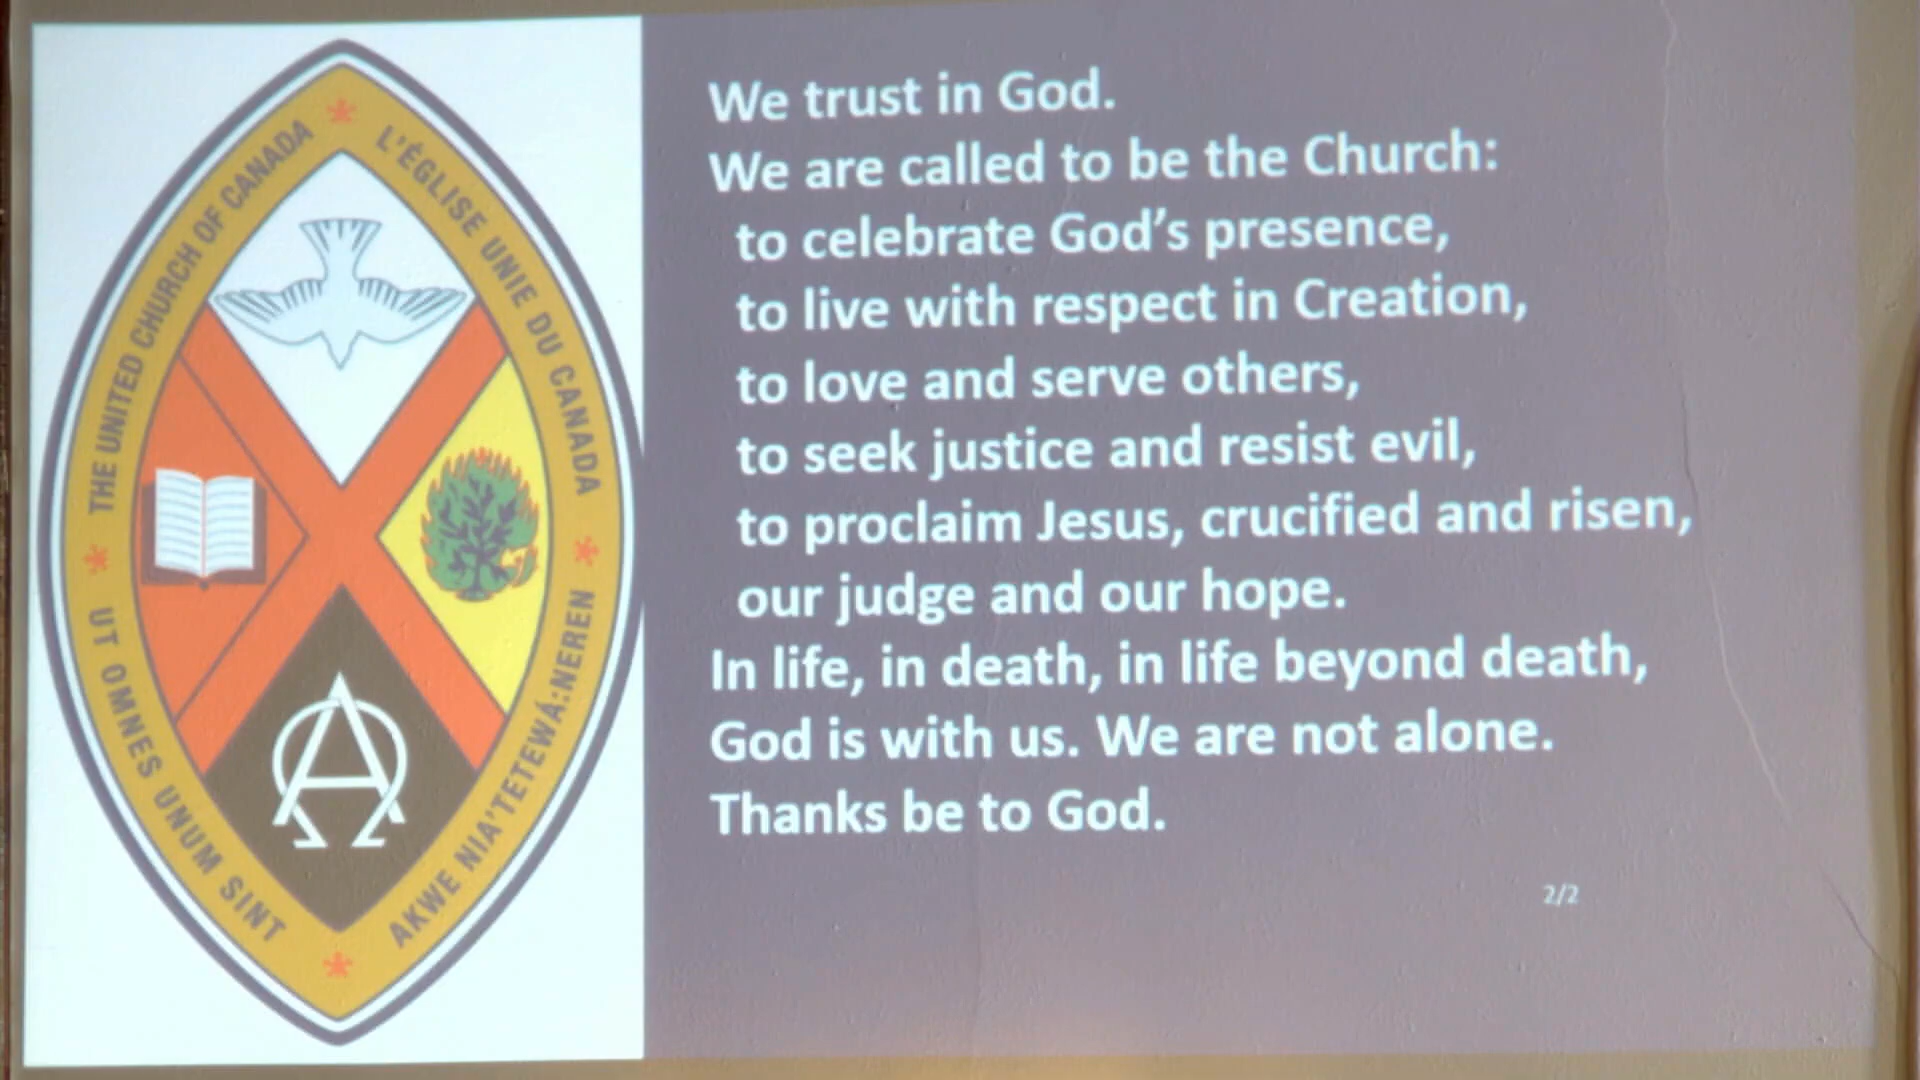 THE UNITED CHURCH OF CANADA
L'ÉGLISE UNIE DU CANADA
UT OMNES UNUM SINT
AKWE NIA'TETEWÁ:NEREN
We trust in God.
We are called to be the Church:
to celebrate God's presence,
to live with respect in Creation,
to love and serve others,
to seek justice and resist evil,
to proclaim Jesus, crucified and risen,
our judge and our hope.
In life, in death, in life beyond death,
God is with us. We are not alone.
Thanks be to God.
2/2